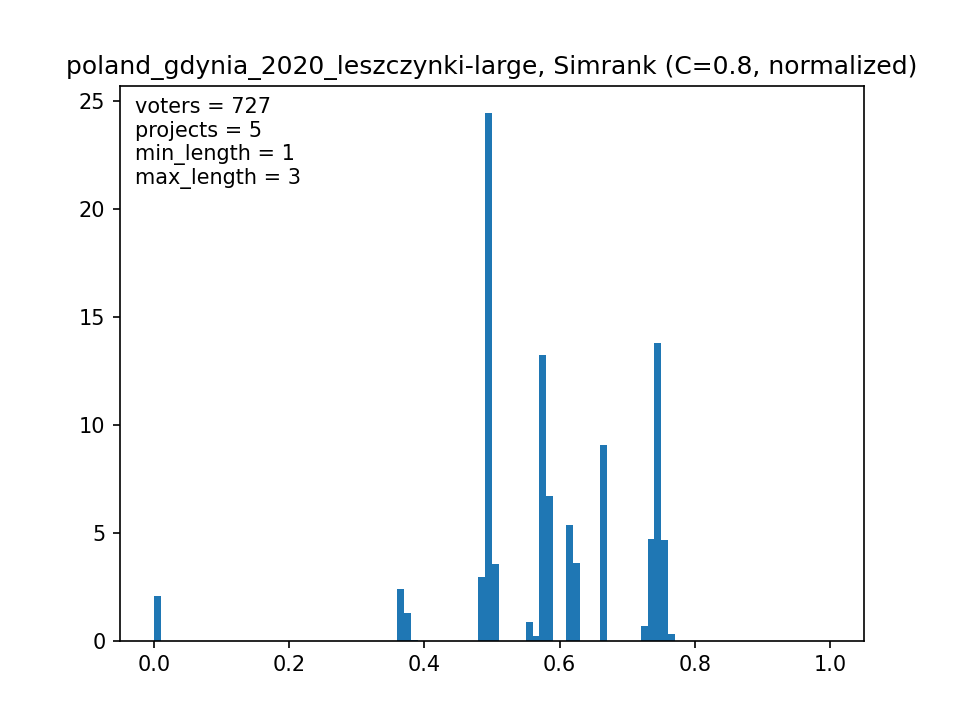 poland_gdynia_2020_leszczynki-large, Simrank (C=0.8, normalized)
voters = 727
projects = 5
min_length = 1
max_length = 3
25
20
15
10
5
0
0.0 0.2 0.4 0.6 0.8 1.0